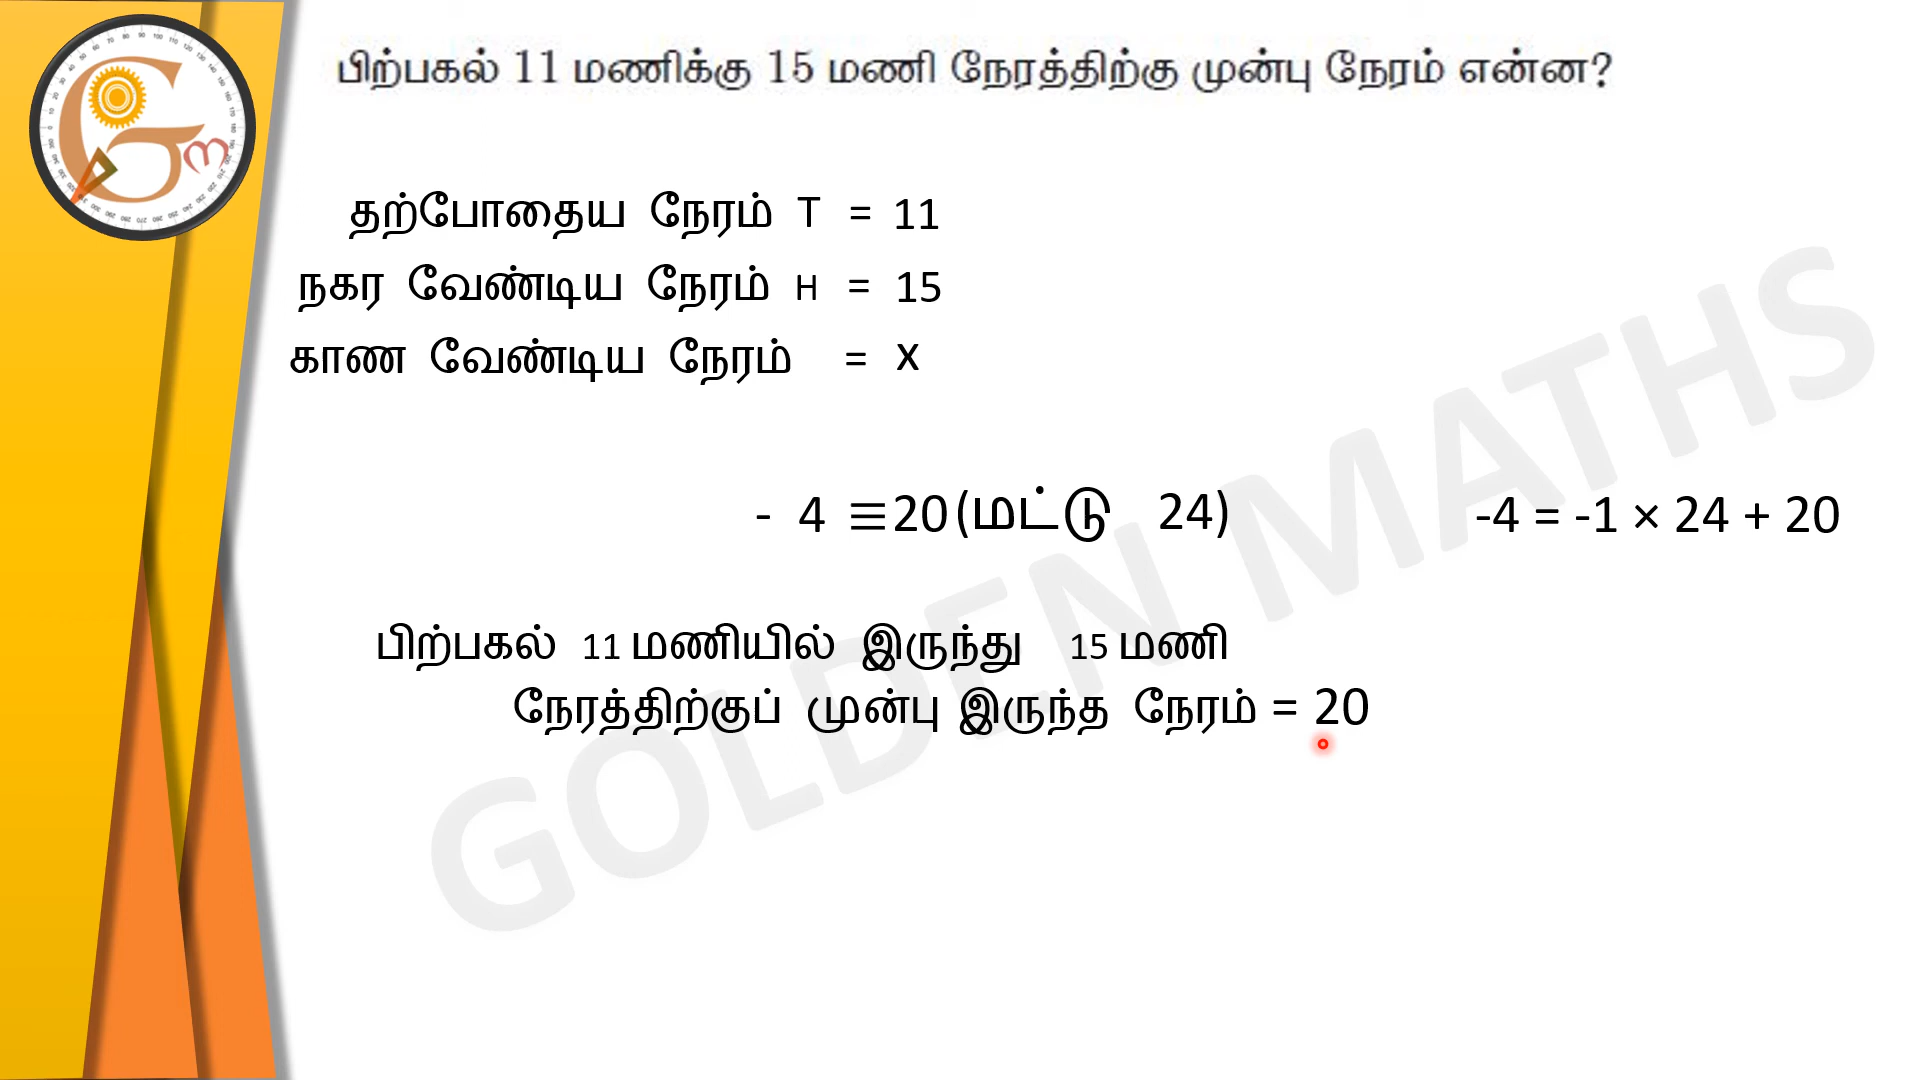 பிற்பகல் 11 மணிக்கு 15 மணி நேரத்திற்கு முன்பு நேரம் என்ன?
தற்போதைய நேரம் T = 11
நகர வேண்டிய நேரம் H = 15
காண வேண்டிய நேரம் = X
- 4 ≡ 20 (மட்டு 24)
-4 = -1 × 24 + 20
பிற்பகல் 11 மணியில் இருந்து 15 மணி
நேரத்திற்குப் முன்பு இருந்த நேரம் = 20
GOLDEN MATHS